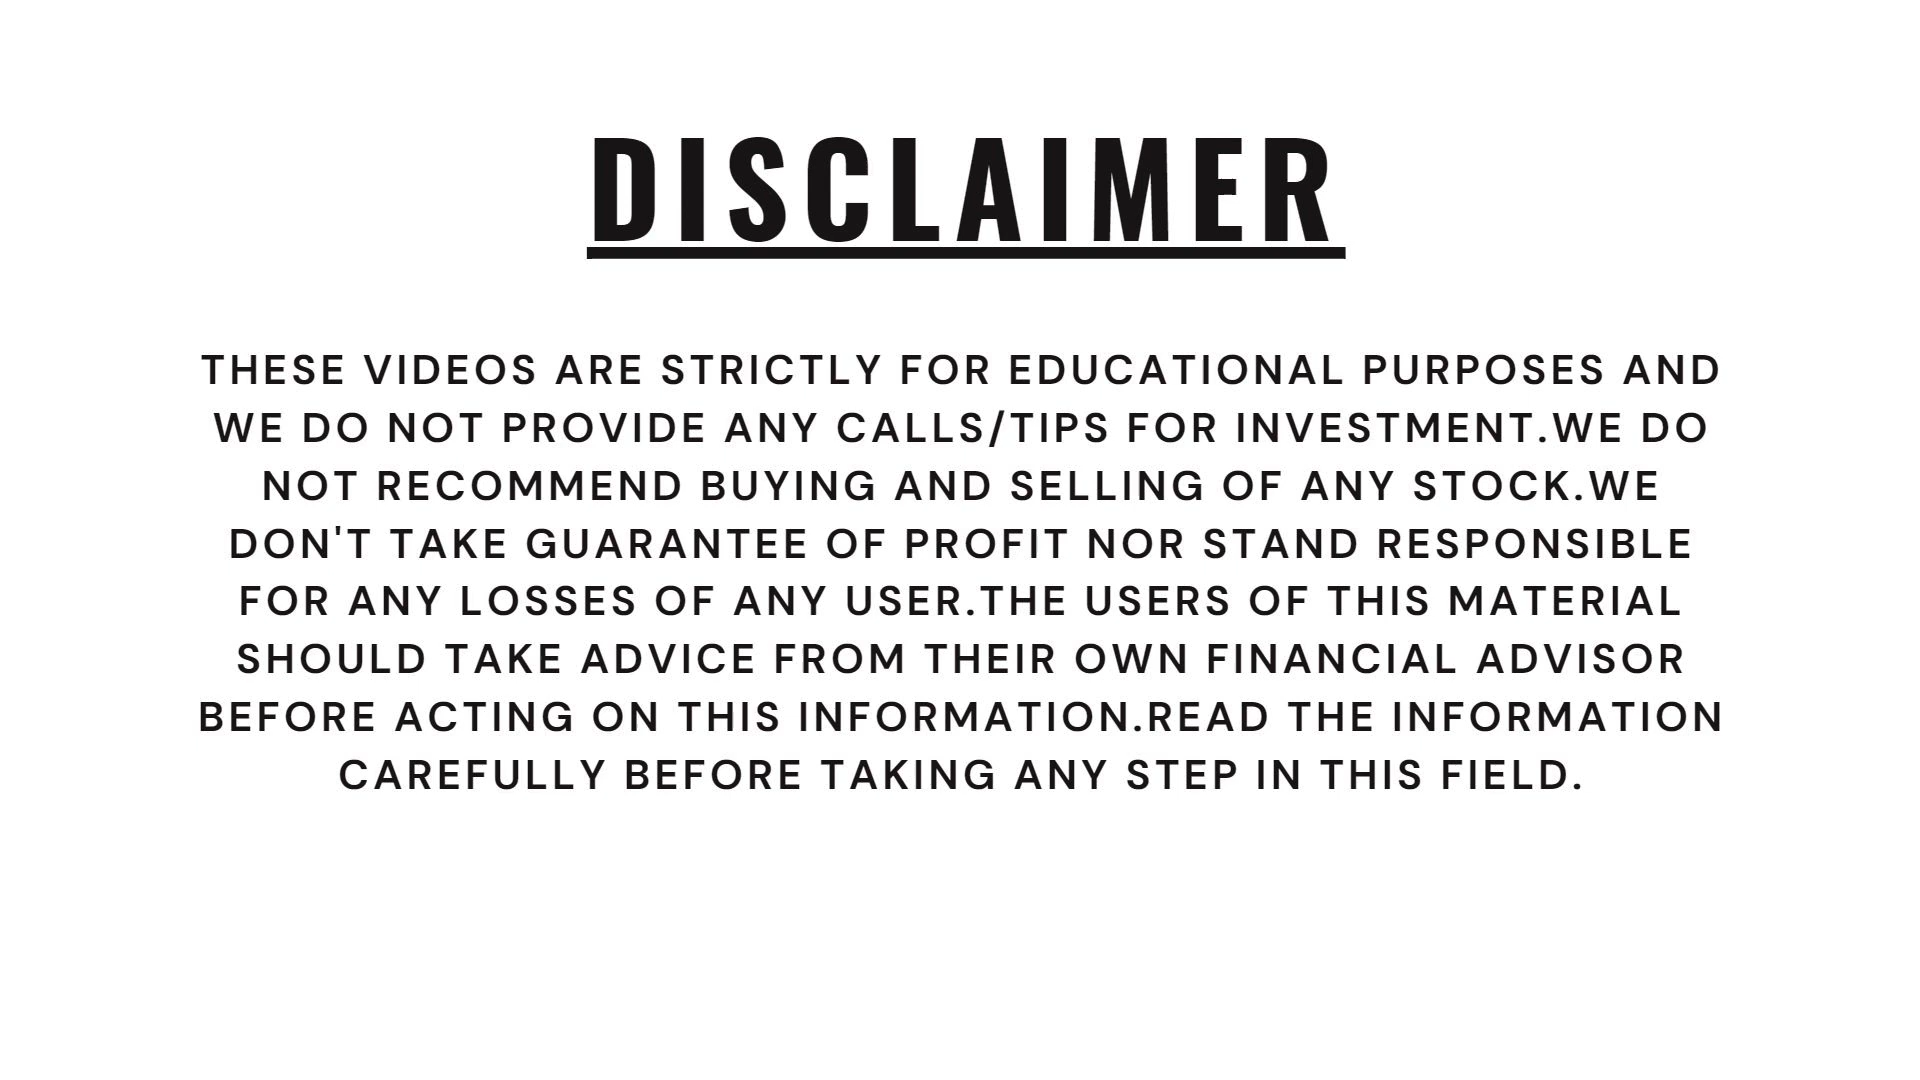 DISCLAIMER
THESE VIDEOS ARE STRICTLY FOR EDUCATIONAL PURPOSES AND
WE DO NOT PROVIDE ANY CALLS/TIPS FOR INVESTMENT.WE DO
NOT RECOMMEND BUYING AND SELLING OF ANY STOCK.WE
DON'T TAKE GUARANTEE OF PROFIT NOR STAND RESPONSIBLE
FOR ANY LOSSES OF ANY USER.THE USERS OF THIS MATERIAL
SHOULD TAKE ADVICE FROM THEIR OWN FINANCIAL ADVISOR
BEFORE ACTING ON THIS INFORMATION.READ THE INFORMATION
CAREFULLY BEFORE TAKING ANY STEP IN THIS FIELD.